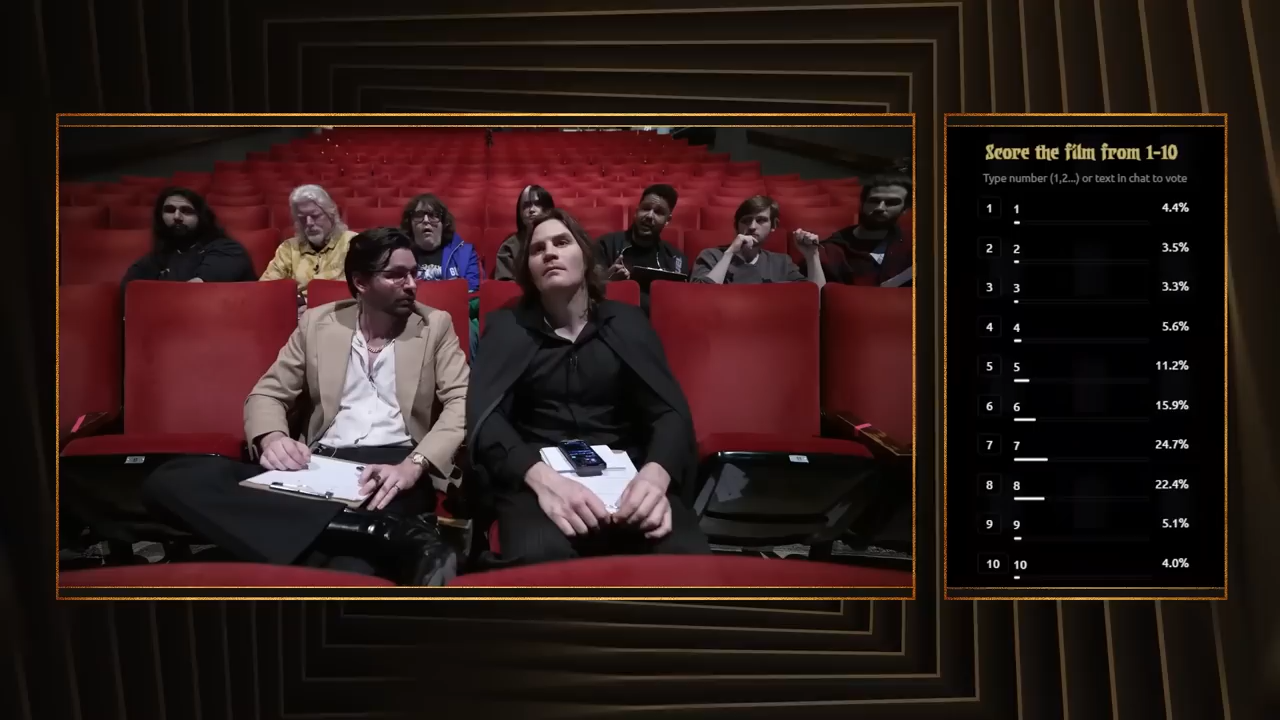 Score the film from 1-10
Type number (1,2...) or text in chat to vote
1 1 4.4%
2 2 3.5%
3 3 3.3%
4 4 5.6%
5 5 11.2%
6 6 15.9%
7 7 24.7%
8 8 22.4%
9 9 5.1%
10 10 4.0%